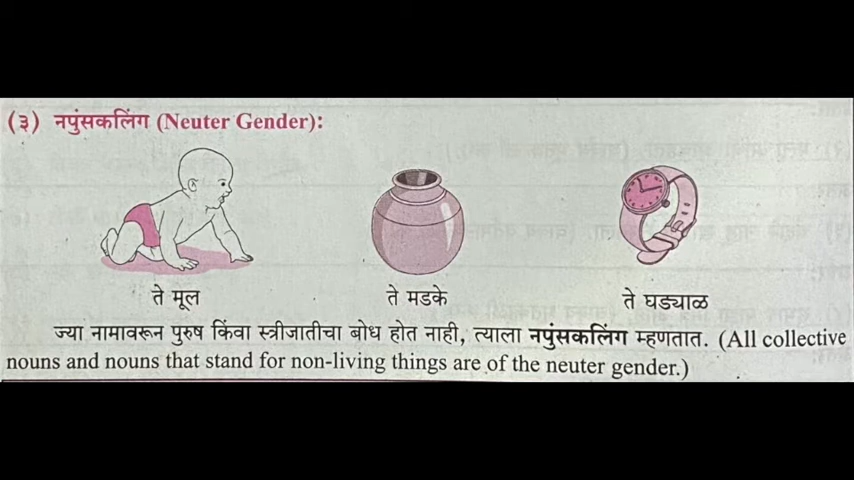 (३) नपुंसकलिंग (Neuter Gender):
ते मूल ते मडके ते घड्याळ
ज्या नामावरून पुरुष किंवा स्त्रीजातीचा बोध होत नाही, त्याला नपुंसकलिंग म्हणतात. (All collective
nouns and nouns that stand for non-living things are of the neuter gender.)